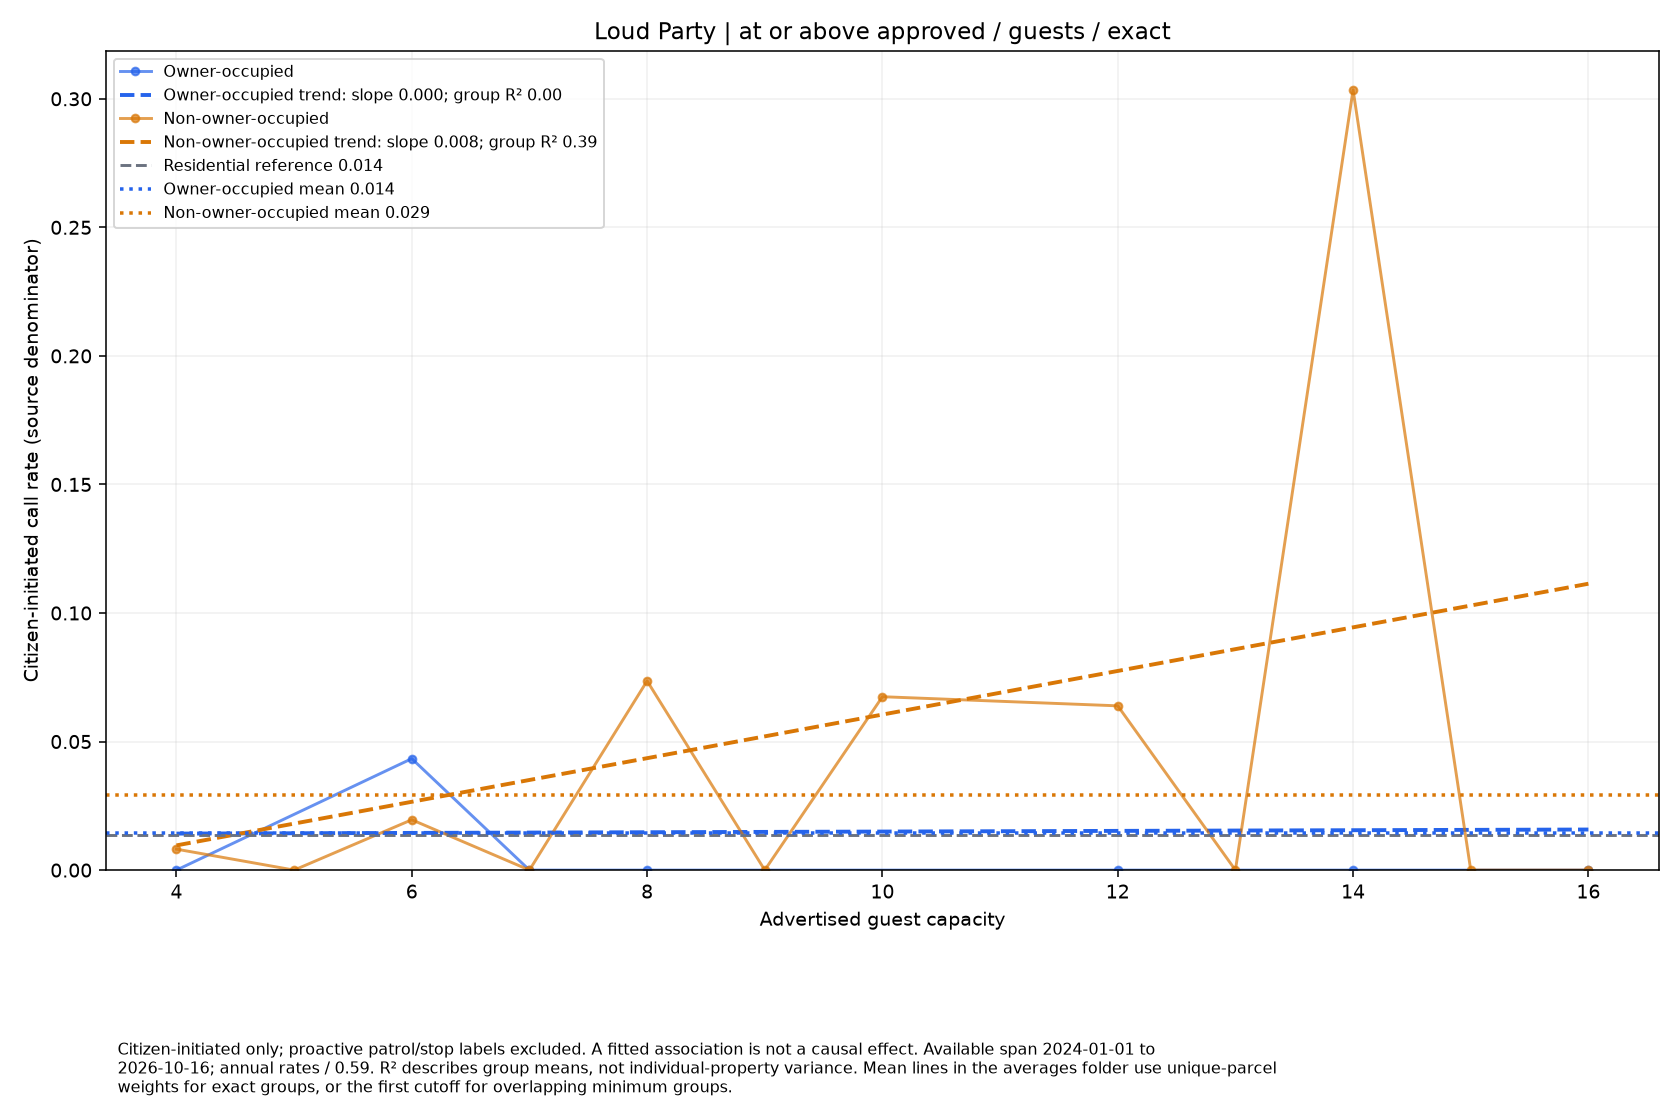 Loud Party | at or above approved / guests / exact
Owner-occupied
Owner-occupied trend: slope 0.000; group R² 0.00
Non-owner-occupied
Non-owner-occupied trend: slope 0.008; group R² 0.39
Residential reference 0.014
Owner-occupied mean 0.014
Non-owner-occupied mean 0.029
Citizen-initiated call rate (source denominator)
0.30
0.25
0.20
0.15
0.10
0.05
0.00
4 6 8 10 12 14 16
Advertised guest capacity
Citizen-initiated only; proactive patrol/stop labels excluded. A fitted association is not a causal effect. Available span 2024-01-01 to
2026-10-16; annual rates / 0.59. R² describes group means, not individual-property variance. Mean lines in the averages folder use unique-parcel
weights for exact groups, or the first cutoff for overlapping minimum groups.